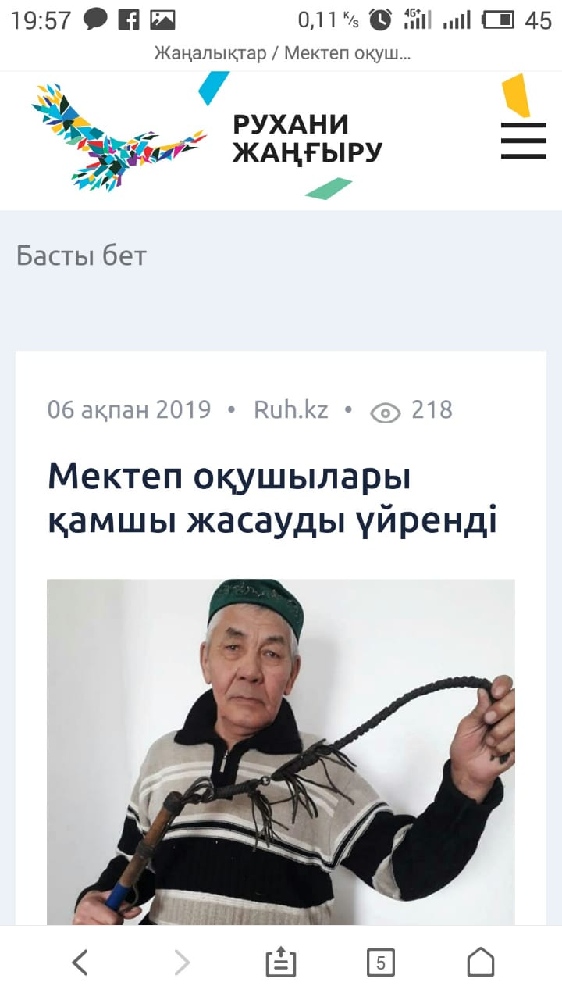 19:57 0,11 K/s 4G+ 45
Жаңалықтар / Мектеп оқуш...
РУХАНИ
ЖАҢҒЫРУ
Басты бет
06 ақпан 2019 • Ruh.kz • 218
Мектеп оқушылары
қамшы жасауды үйренді
5